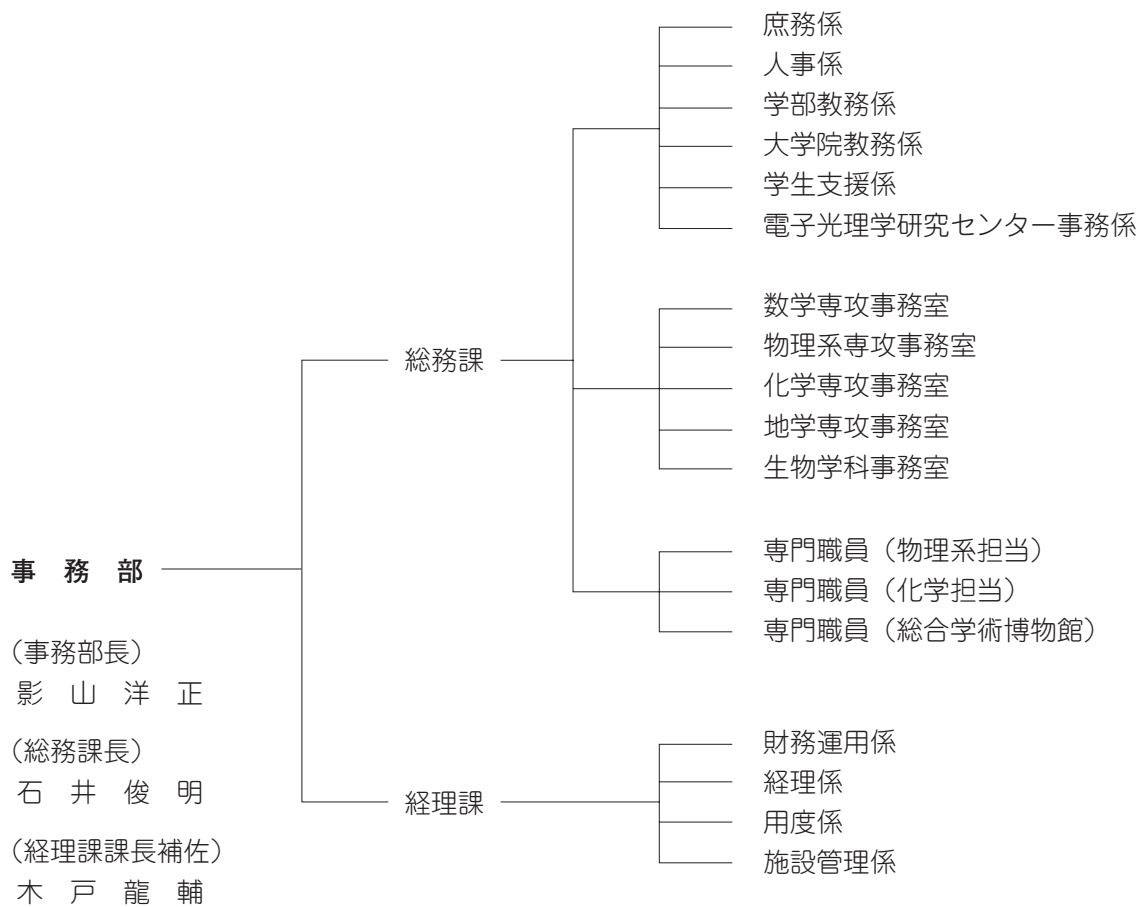 庶務係
人事係
学部教務係
大学院教務係
学生支援係
電子光理学研究センター事務係
数学専攻事務室
総務課
物理系専攻事務室
化学専攻事務室
地学専攻事務室
生物学科事務室
専門職員（物理系担当）
事　務　部
専門職員（化学担当）
専門職員（総合学術博物館）
（事務部長）
影　山　洋　正
（総務課長）
石　井　俊　明
（経理課課長補佐）
木　戸　龍　輔
経理課
財務運用係
経理係
用度係
施設管理係